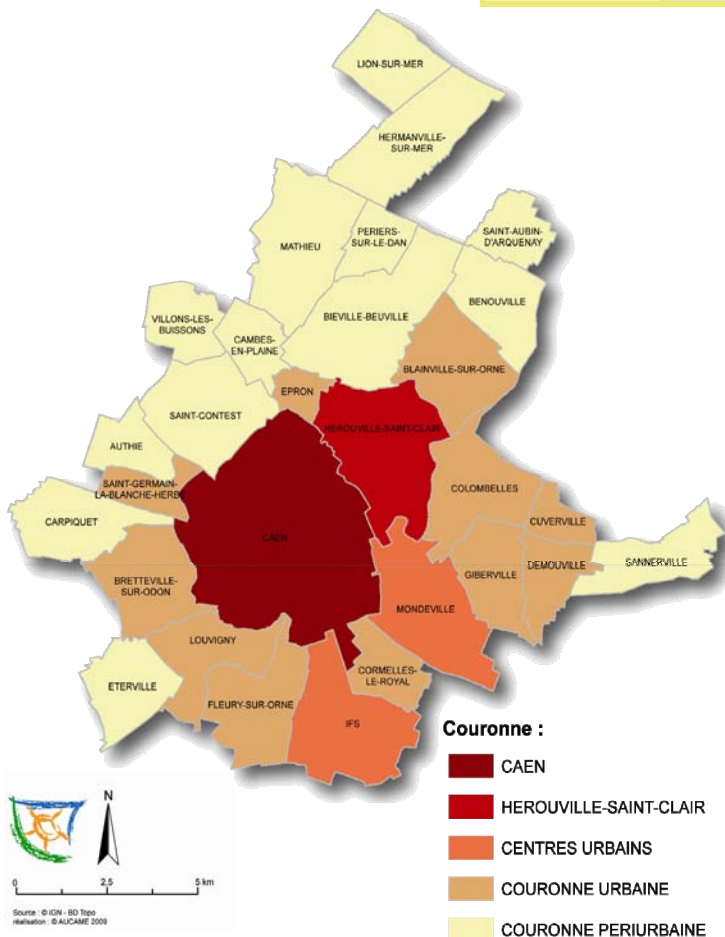 LION-SUR-MER
HERMANVILLE-
SUR-MER
MATHIEU
PERIERS-
SUR-LE-DAN
SAINT-AUBIN-
D'ARQUENAY
BENOUVILLE
VILLONS-LES-
BUISSONS
CAMBES-
EN-PLAINE
BIEVILLE-BEUVILLE
BLAINVILLE-SUR-ORNE
EPRON
SAINT-CONTEST
HEROUVILLE-SAINT-CLAIR
AUTHIE
SAINT-GERMAIN-
LA-BLANCHE-HERBE
COLOMBELLES
CARPIQUET
CUVERVILLE
CAEN
SANNERVILLE
DEMOUVILLE
GIBERVILLE
BRETTEVILLE-
SUR-ODON
MONDEVILLE
LOUVIGNY
CORMELLES-
LE-ROYAL
ETERVILLE
FLEURY-SUR-ORNE
IFS
Couronne :
CAEN
HEROUVILLE-SAINT-CLAIR
CENTRES URBAINS
COURONNE URBAINE
COURONNE PERIURBAINE
N
0 2,5 5 km
Source : © IGN - BD Topo
réalisation : © AUCAME 2009